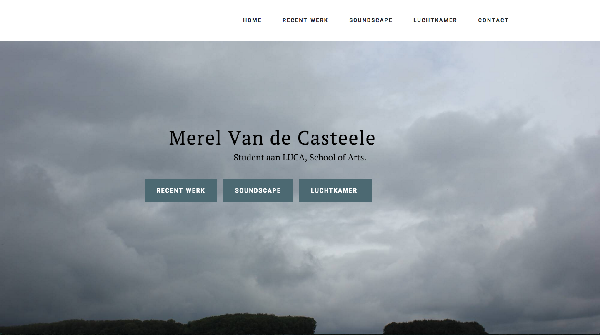 HOME RECENT WERK SOUNDSCAPE LUCHTKAMER CONTACT
Merel Van de Casteele
Student aan LUCA, School of Arts.
RECENT WERK SOUNDSCAPE LUCHTKAMER